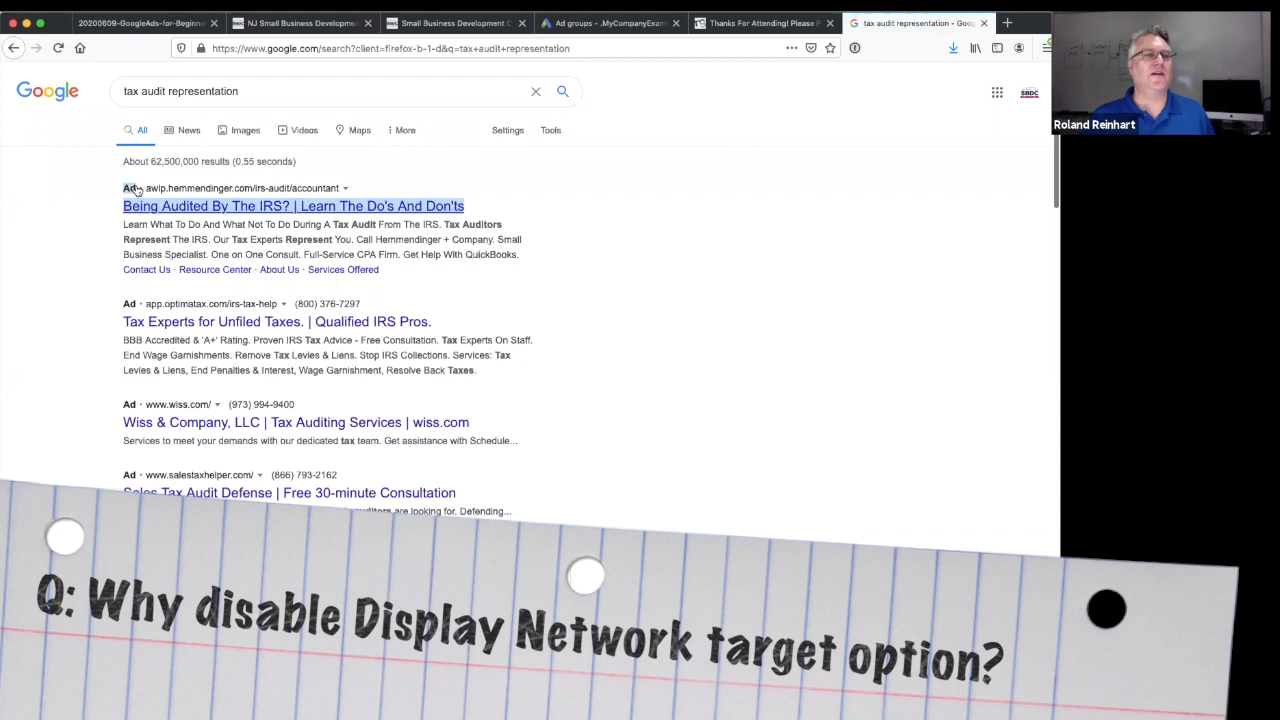 20200609-GoogleAds-for-Beginner
NJ Small Business Developme
Small Business Development C
Ad groups - .MyCompanyExam
Thanks For Attending! Please P
tax audit representation - Goo
https://www.google.com/search?client=firefox-b-1-d&q=tax+audit+representation
Google
tax audit representation
SBDC
All
News
Images
Videos
Maps
More
Settings
Tools
About 62,500,000 results (0.55 seconds)
Ad · awlp.hemmendinger.com/irs-audit/accountant
Being Audited By The IRS? | Learn The Do's And Don'ts
Learn What To Do And What Not To Do During A Tax Audit From The IRS. Tax Auditors
Represent The IRS. Our Tax Experts Represent You. Call Hemmendinger + Company. Small
Business Specialist. One on One Consult. Full-Service CPA Firm. Get Help With QuickBooks.
Contact Us · Resource Center · About Us · Services Offered
Ad · app.optimatax.com/irs-tax-help (800) 376-7297
Tax Experts for Unfiled Taxes. | Qualified IRS Pros.
BBB Accredited & 'A+' Rating. Proven IRS Tax Advice - Free Consultation. Tax Experts On Staff.
End Wage Garnishments. Remove Tax Levies & Liens. Stop IRS Collections. Services: Tax
Levies & Liens, End Penalties & Interest, Wage Garnishment, Resolve Back Taxes.
Ad · www.wiss.com/ (973) 994-9400
Wiss & Company, LLC | Tax Auditing Services | wiss.com
Services to meet your demands with our dedicated tax team. Get assistance with Schedule...
Ad · www.salestaxhelper.com/ (866) 793-2162
Sales Tax Audit Defense | Free 30-minute Consultation
auditors are looking for. Defending...
Roland Reinhart
Q: Why disable Display Network target option?